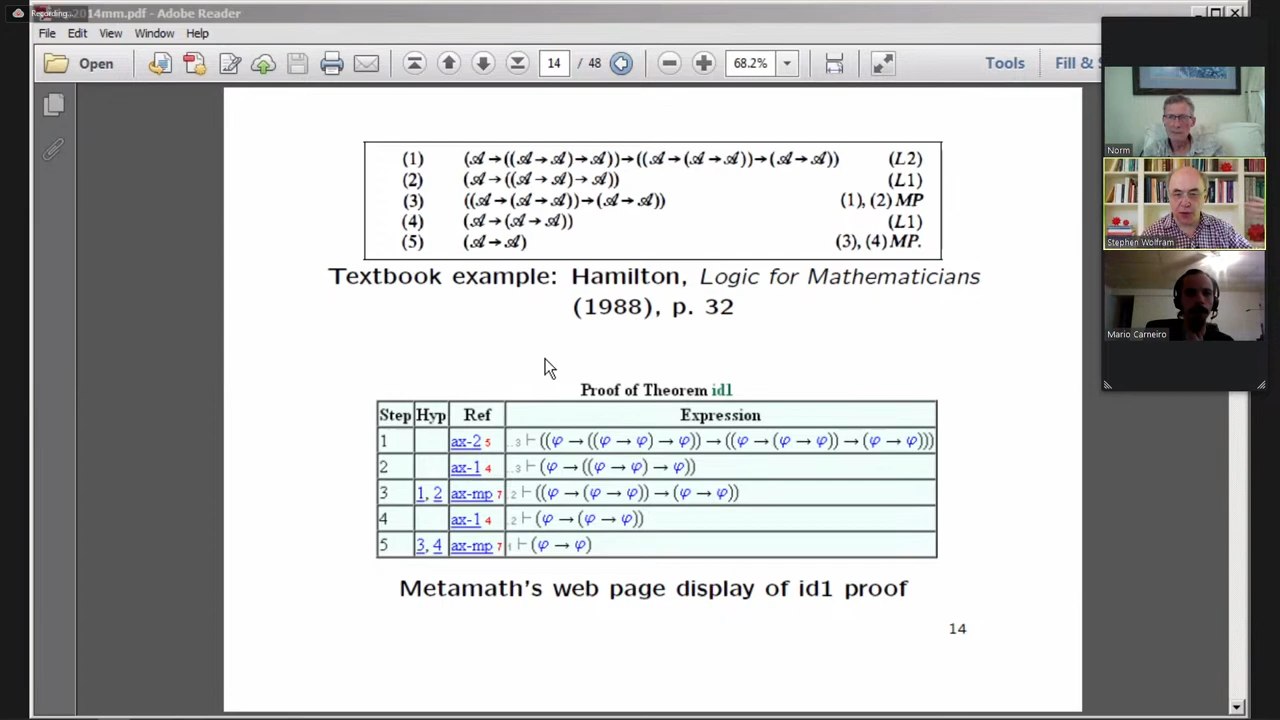 Recording...
2014mm.pdf - Adobe Reader
File Edit View Window Help
Open 14 / 48 68.2% Tools Fill & S
(1) (𝒜→((𝒜→𝒜)→𝒜))→((𝒜→(𝒜→𝒜))→(𝒜→𝒜)) (L2)
(2) (𝒜→((𝒜→𝒜)→𝒜)) (L1)
(3) ((𝒜→(𝒜→𝒜))→(𝒜→𝒜)) (1), (2) MP
(4) (𝒜→(𝒜→𝒜)) (L1)
(5) (𝒜→𝒜) (3), (4) MP.
Textbook example: Hamilton, Logic for Mathematicians
(1988), p. 32
Proof of Theorem id1
Step Hyp Ref Expression
1 ax-2 5 ...3 ⊢ ((φ → ((φ → φ) → φ)) → ((φ → (φ → φ)) → (φ → φ)))
2 ax-1 4 ...3 ⊢ (φ → ((φ → φ) → φ))
3 1, 2 ax-mp 7 ..2 ⊢ ((φ → (φ → φ)) → (φ → φ))
4 ax-1 4 ..2 ⊢ (φ → (φ → φ))
5 3, 4 ax-mp 7 1 ⊢ (φ → φ)
Metamath's web page display of id1 proof
14
Norm
Stephen Wolfram
Mario Carneiro